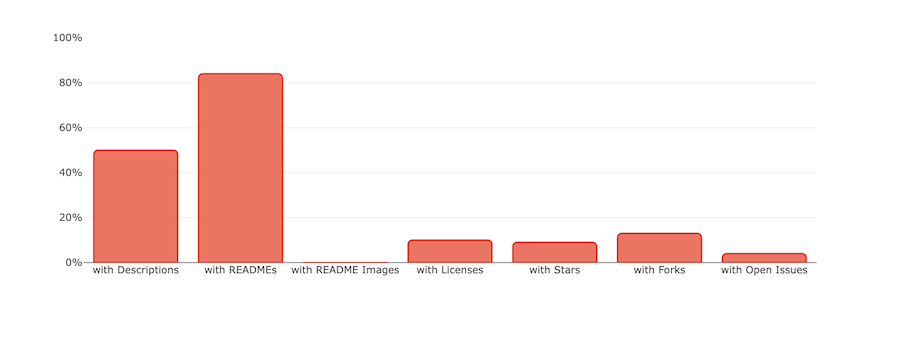 100%
80%
60%
40%
20%
0%
with Descriptions
with READMEs
with README Images
with Licenses
with Stars
with Forks
with Open Issues